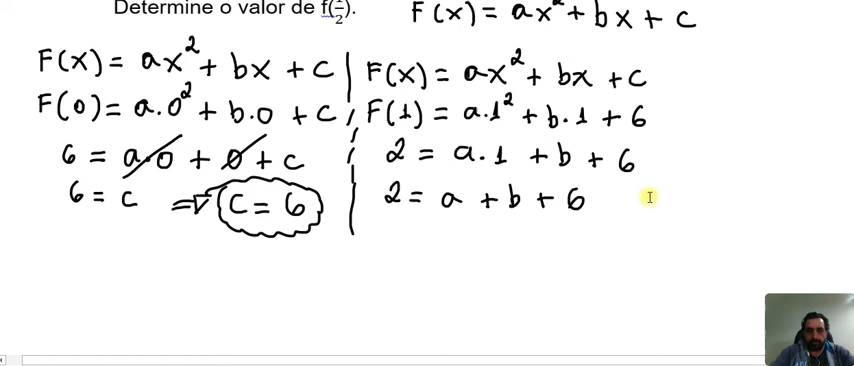 Determine o valor de f(1/2).
F(x) = ax² + bx + c
F(x) = ax² + bx + c
F(0) = a.0² + b.0 + c
6 = a.0 + 0 + c
6 = c ⇒ c = 6
F(x) = ax² + bx + c
F(1) = a.1² + b.1 + 6
2 = a.1 + b + 6
2 = a + b + 6